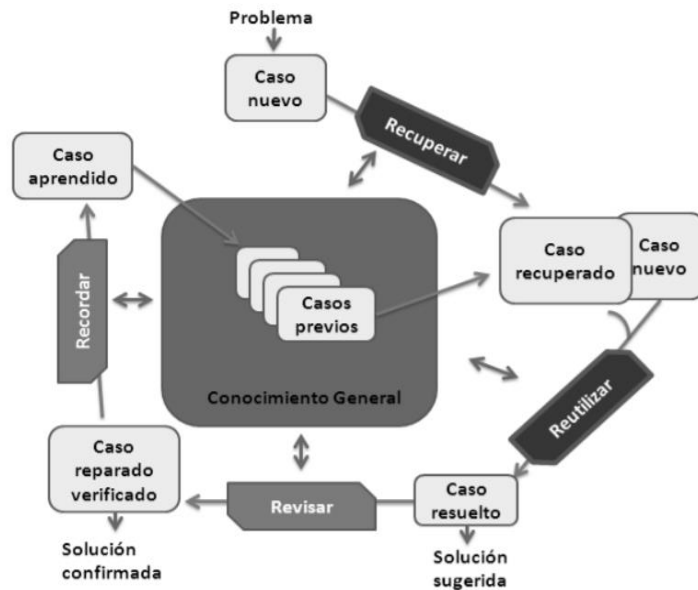 Problema
Caso
nuevo
Recuperar
Caso
aprendido
Caso
recuperado
Caso
nuevo
Recordar
Casos
previos
Conocimiento General
Reutilizar
Caso
reparado
verificado
Revisar
Caso
resuelto
Solución
confirmada
Solución
sugerida